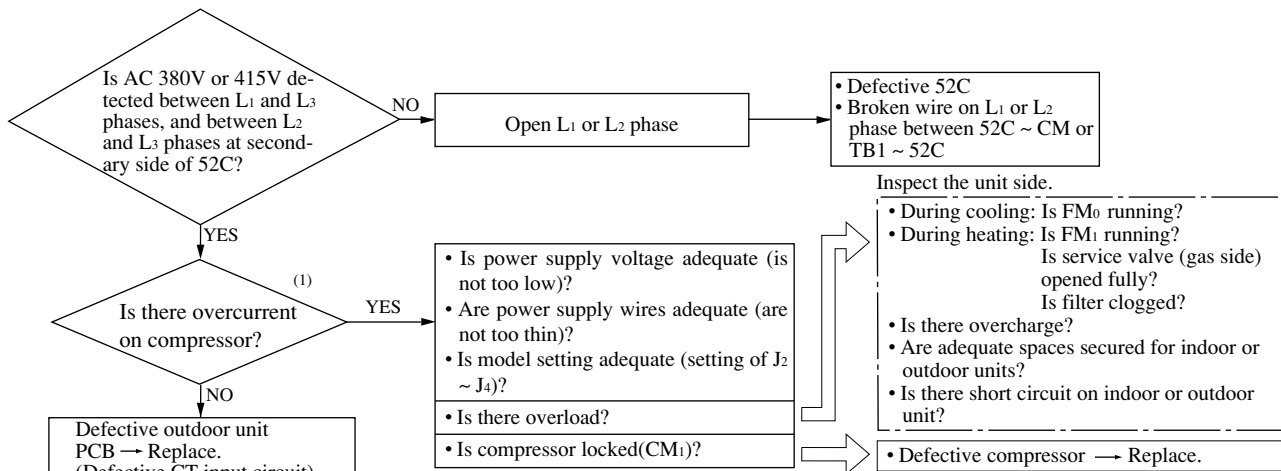 Is AC 380V or 415V de-
tected between L1 and L3
phases, and between L2
and L3 phases at second-
ary side of 52C?
NO
Open L1 or L2 phase
• Defective 52C
• Broken wire on L1 or L2
phase between 52C ~ CM or
TB1 ~ 52C
YES
(1)
Is there overcurrent
on compressor?
YES
• Is power supply voltage adequate (is
not too low)?
• Are power supply wires adequate (are
not too thin)?
• Is model setting adequate (setting of J2
~ J4)?
• Is there overload?
• Is compressor locked(CM1)?
Inspect the unit side.
• During cooling: Is FM0 running?
• During heating: Is FM1 running?
Is service valve (gas side)
opened fully?
Is filter clogged?
• Is there overcharge?
• Are adequate spaces secured for indoor or
outdoor units?
• Is there short circuit on indoor or outdoor
unit?
• Defective compressor → Replace.
NO
Defective outdoor unit
PCB → Replace.
(Defective CT input circuit)